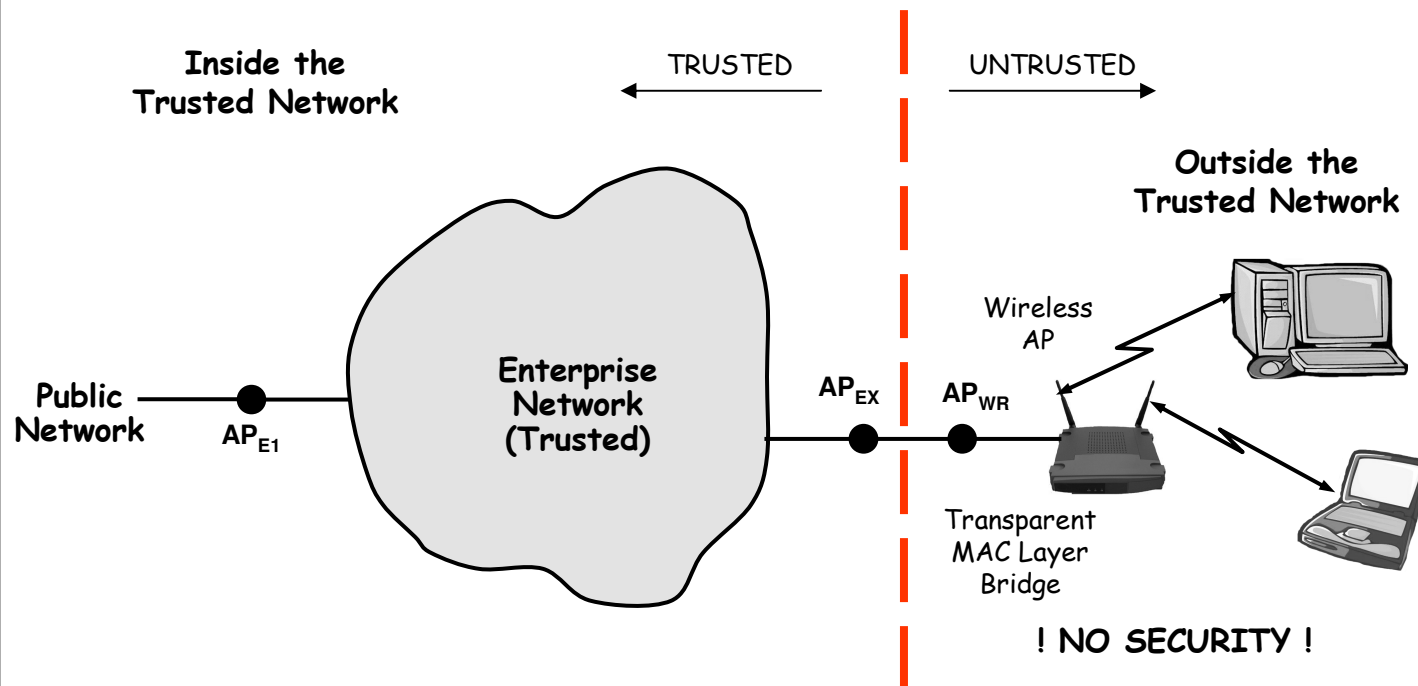 Inside the
Trusted Network
TRUSTED
UNTRUSTED
Outside the
Trusted Network
Wireless
AP
Enterprise
Network
(Trusted)
Public
Network
AP_E1
AP_EX
AP_WR
Transparent
MAC Layer
Bridge
! NO SECURITY !